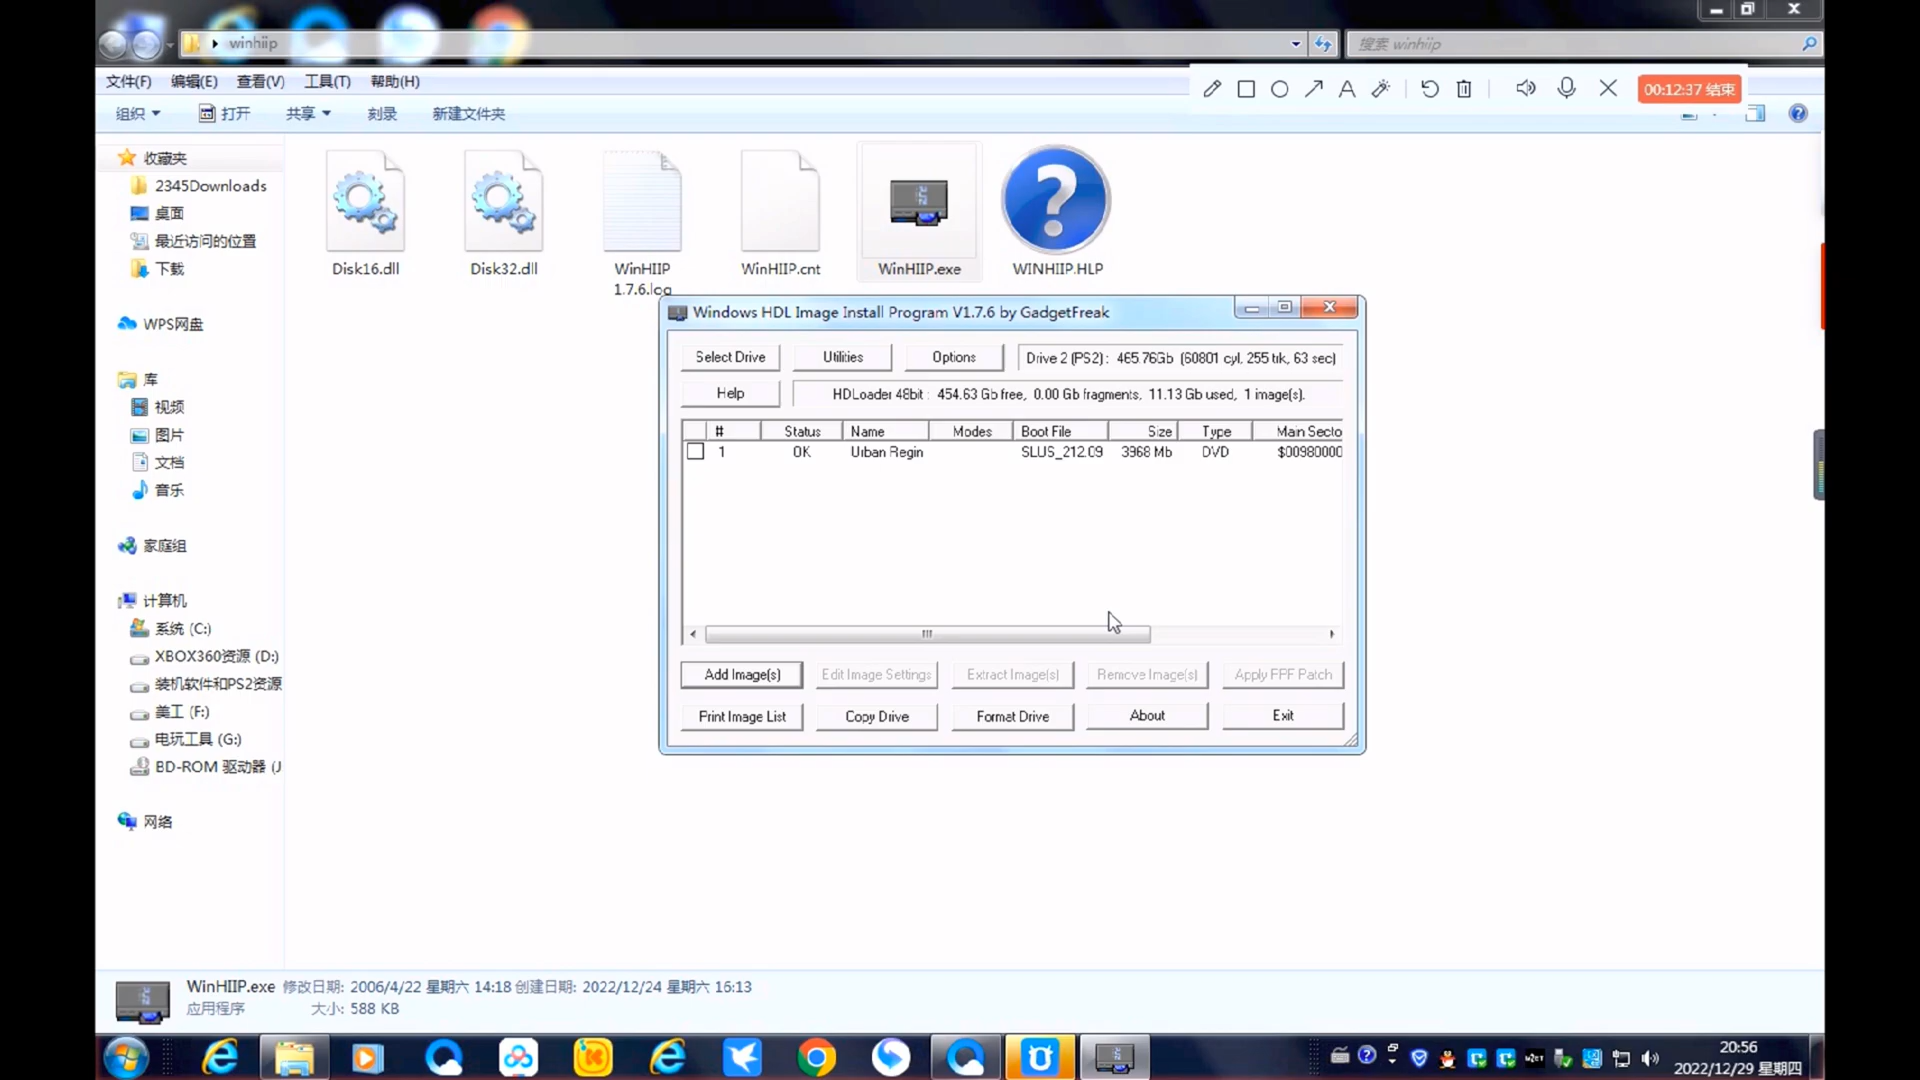 winhiip
搜索 winhiip
文件(F) 编辑(E) 查看(V) 工具(T) 帮助(H)
00:12:37 结束
组织 打开 共享 刻录 新建文件夹
收藏夹
2345Downloads
桌面
最近访问的位置
下载
WPS网盘
库
视频
图片
文档
音乐
家庭组
计算机
系统 (C:)
XBOX360资源 (D:)
装机软件和PS2资源
美工 (F:)
电玩工具 (G:)
BD-ROM 驱动器 (J
网络
Disk16.dll
Disk32.dll
WinHIIP
1.7.6.log
WinHIIP.cnt
WinHIIP.exe
WINHIIP.HLP
Windows HDL Image Install Program V1.7.6 by GadgetFreak
Select Drive Utilities Options Drive 2 (PS2) : 465.76Gb (60801 cyl, 255 trk, 63 sec)
Help HDLoader 48bit : 454.63 Gb free, 0.00 Gb fragments, 11.13 Gb used, 1 image(s).
# Status Name Modes Boot File Size Type Main Secto
1 OK Urban Regin SLUS_212.09 3968 Mb DVD $00980000
Add Image(s) Edit Image Settings Extract Image(s) Remove Image(s) Apply PPF Patch
Print Image List Copy Drive Format Drive About Exit
WinHIIP.exe 修改日期: 2006/4/22 星期六 14:18 创建日期: 2022/12/24 星期六 16:13
应用程序 大小: 588 KB
20:56
2022/12/29 星期四